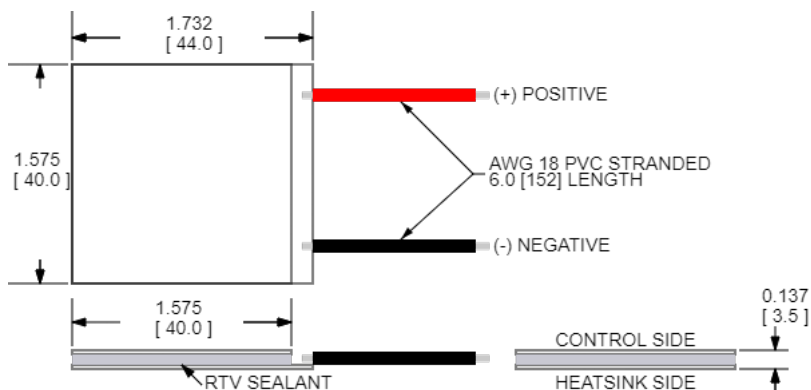 1.732
[ 44.0 ]
(+) POSITIVE
1.575
[ 40.0 ]
AWG 18 PVC STRANDED
6.0 [152] LENGTH
(-) NEGATIVE
1.575
[ 40.0 ]
0.137
[ 3.5 ]
CONTROL SIDE
RTV SEALANT
HEATSINK SIDE